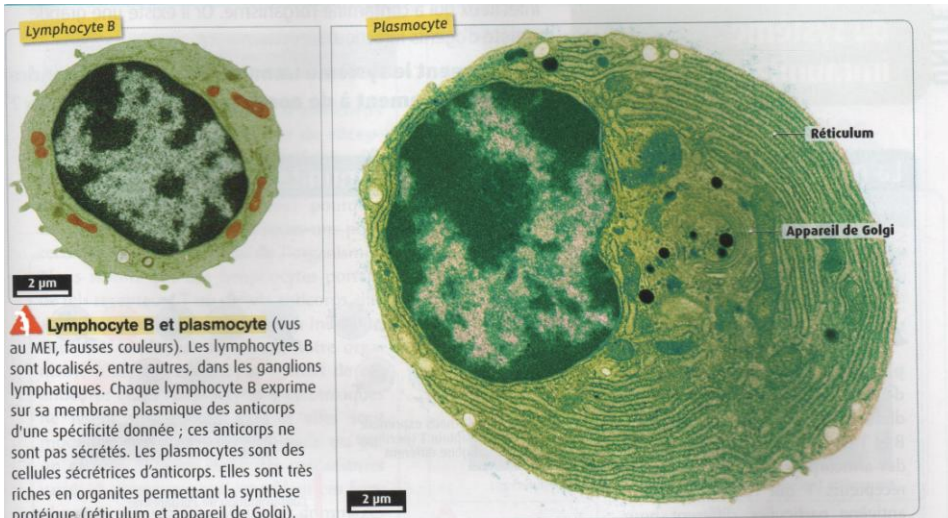 Lymphocyte B
Plasmocyte
Réticulum
Appareil de Golgi
2 µm
Lymphocyte B et plasmocyte (vus
au MET, fausses couleurs). Les lymphocytes B
sont localisés, entre autres, dans les ganglions
lymphatiques. Chaque lymphocyte B exprime
sur sa membrane plasmique des anticorps
d'une spécificité donnée ; ces anticorps ne
sont pas sécrétés. Les plasmocytes sont des
cellules sécrétrices d'anticorps. Elles sont très
riches en organites permettant la synthèse
protéique (réticulum et appareil de Golgi).
2 µm